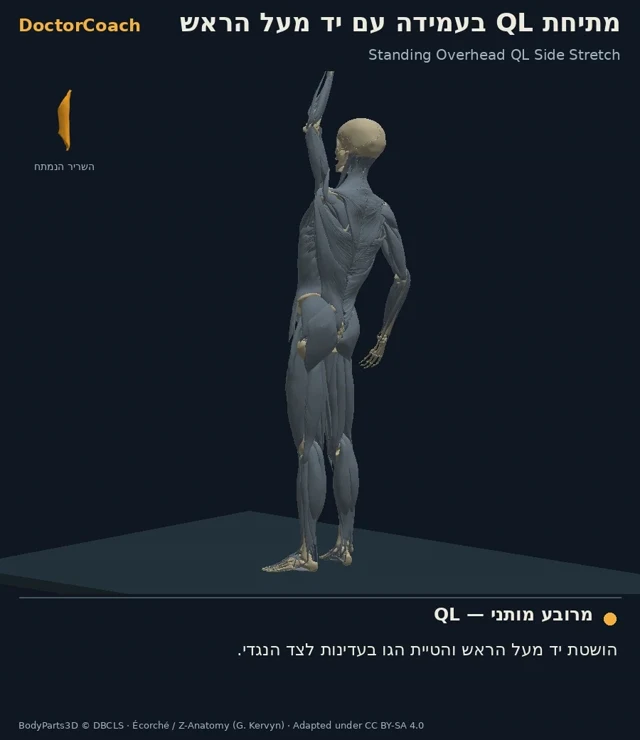 DoctorCoach
מתיחת QL בעמידה עם יד מעל הראש
Standing Overhead QL Side Stretch
השריר הנמתח
מרובע מותני — QL
הושטת יד מעל הראש והטיית הגו בעדינות לצד הנגדי.
BodyParts3D © DBCLS · Écorché / Z-Anatomy (G. Kervyn) · Adapted under CC BY-SA 4.0